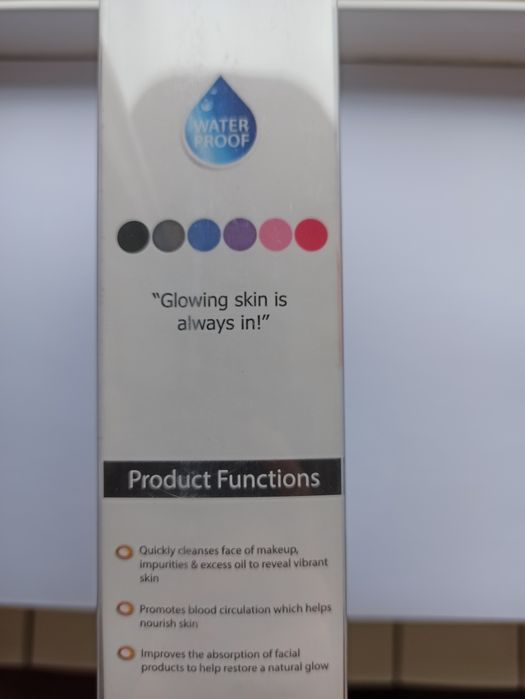 WATER
PROOF
"Glowing skin is
always in!"
Product Functions
Quickly cleanses face of makeup,
impurities & excess oil to reveal vibrant
skin
Promotes blood circulation which helps
nourish skin
Improves the absorption of facial
products to help restore a natural glow